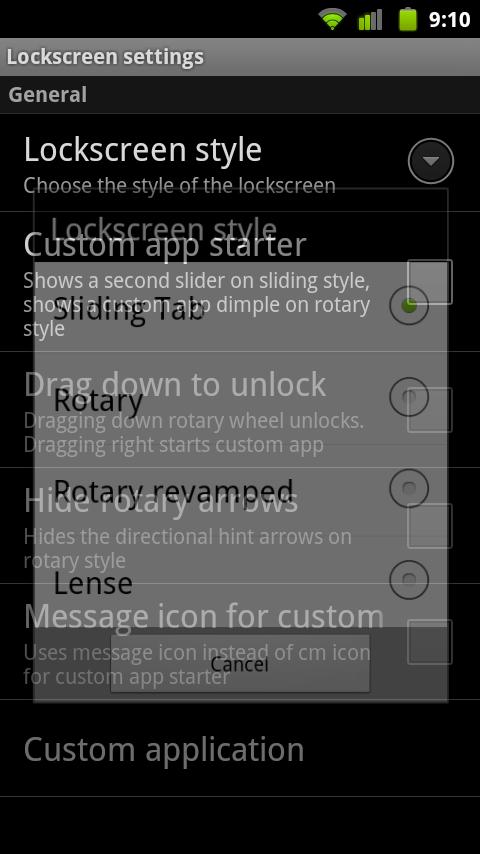 9:10
Lockscreen settings
General
Lockscreen style
Choose the style of the lockscreen
Lockscreen style
Custom app starter
Shows a second slider on sliding style,
shows a custom app dimple on rotary
style
Sliding Tab
Drag down to unlock
Rotary
Dragging down rotary wheel unlocks.
Dragging right starts custom app
Rotary revamped
Hide rotary arrows
Hides the directional hint arrows on
rotary style
Lense
Message icon for custom
Uses message icon instead of cm icon
for custom app starter
Cancel
Custom application